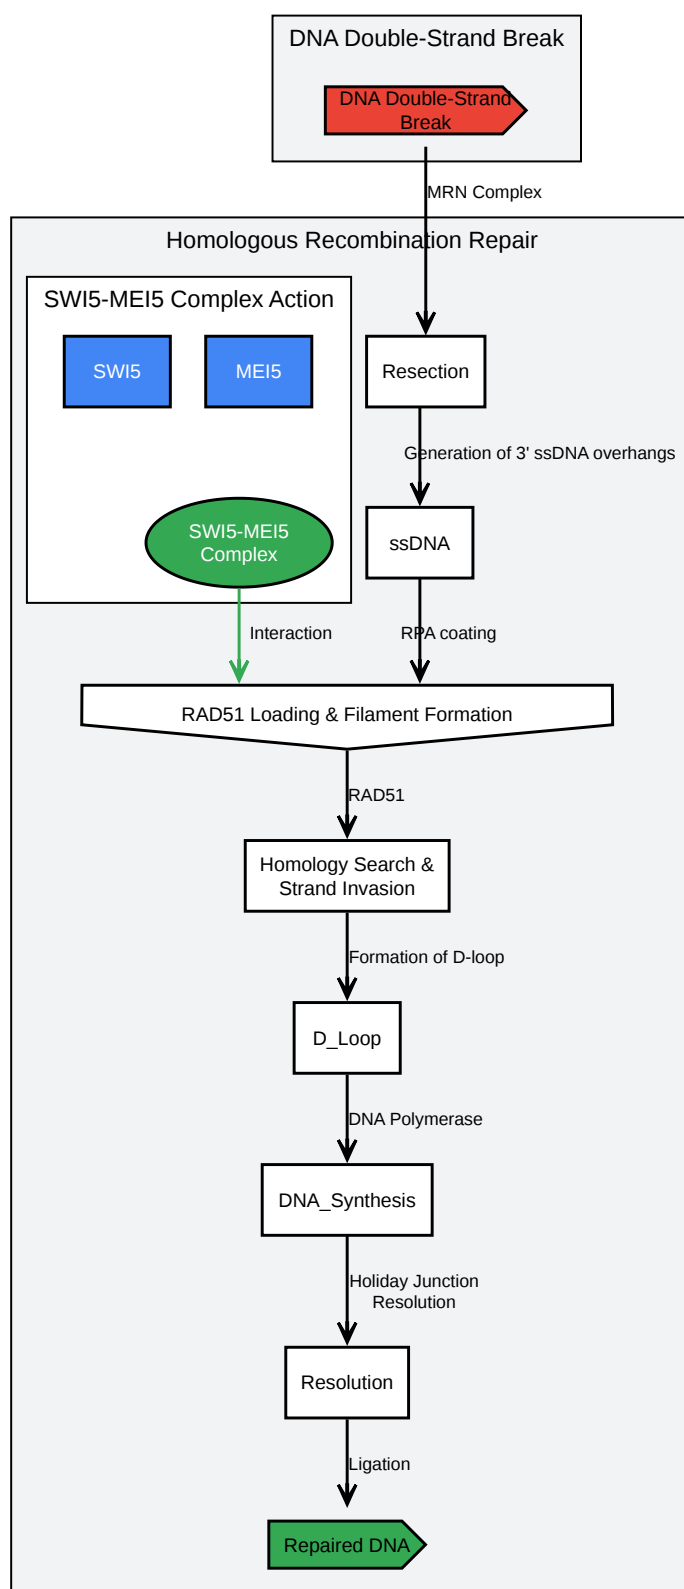 DNA Double-Strand Break
DNA Double-Strand
Break
MRN Complex
Homologous Recombination Repair
SWI5-MEI5 Complex Action
SWI5
MEI5
Resection
Generation of 3' ssDNA overhangs
SWI5-MEI5
Complex
ssDNA
Interaction
RPA coating
RAD51 Loading & Filament Formation
RAD51
Homology Search &
Strand Invasion
Formation of D-loop
D_Loop
DNA Polymerase
DNA_Synthesis
Holiday Junction
Resolution
Resolution
Ligation
Repaired DNA